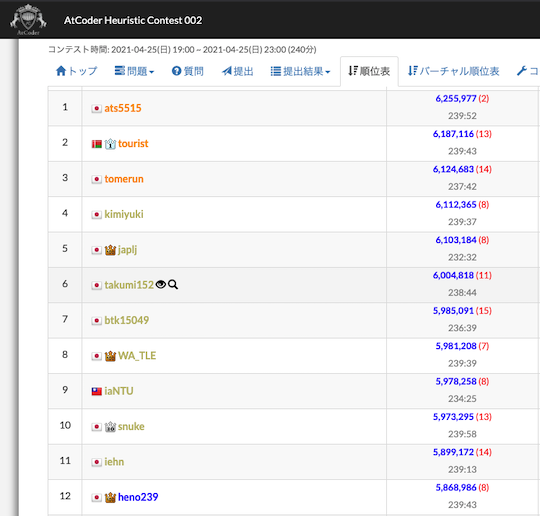 AtCoder
AtCoder Heuristic Contest 002
コンテスト時間: 2021-04-25(日) 19:00 ~ 2021-04-25(日) 23:00 (240分)
トップ 問題 質問 提出 提出結果 順位表 バーチャル順位表 コ
1 ats5515 6,255,977 (2)
239:52
2 tourist 6,187,116 (13)
239:43
3 tomerun 6,124,683 (14)
237:42
4 kimiyuki 6,112,365 (8)
239:37
5 japlj 6,103,184 (8)
232:32
6 takumi152 6,004,818 (11)
238:44
7 btk15049 5,985,091 (15)
236:39
8 WA_TLE 5,981,208 (7)
239:39
9 iaNTU 5,978,258 (8)
234:25
10 snuke 5,973,295 (13)
239:58
11 iehn 5,899,172 (14)
239:13
12 heno239 5,868,986 (8)
239:43